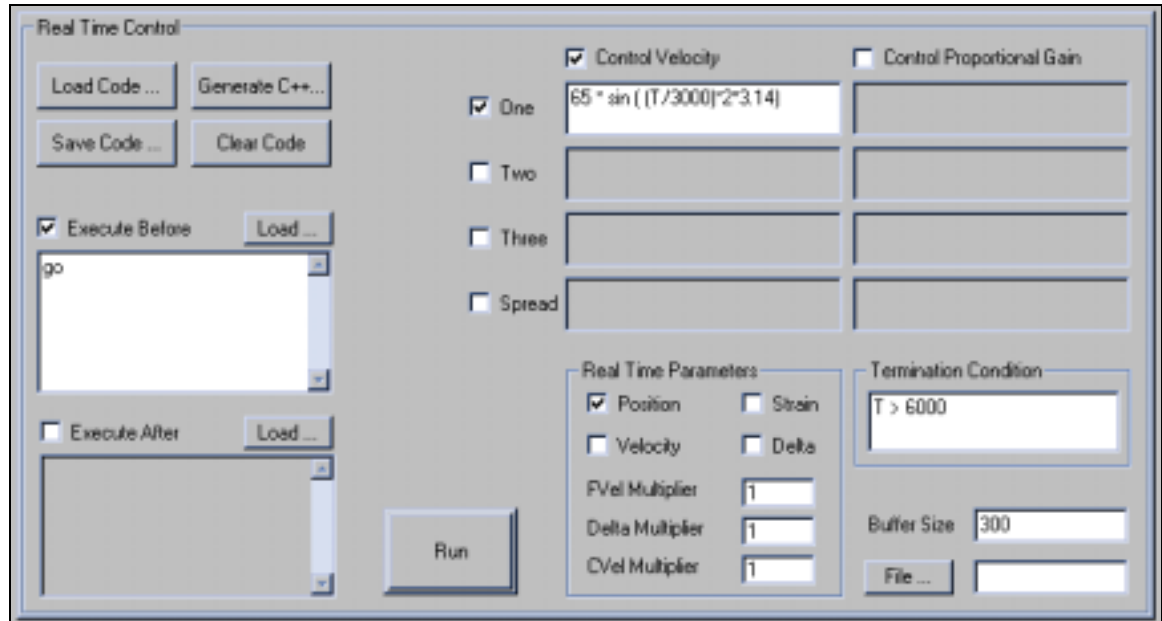 Real Time Control
Load Code ...
Generate C++...
Save Code ...
Clear Code
Execute Before
Load ...
go
Execute After
Load ...
Run
Control Velocity
Control Proportional Gain
One
65 * sin ( (T/3000)*2*3.14)
Two
Three
Spread
Real Time Parameters
Position
Strain
Velocity
Delta
FVel Multiplier
1
Delta Multiplier
1
CVel Multiplier
1
Termination Condition
T > 6000
Buffer Size
300
File ...